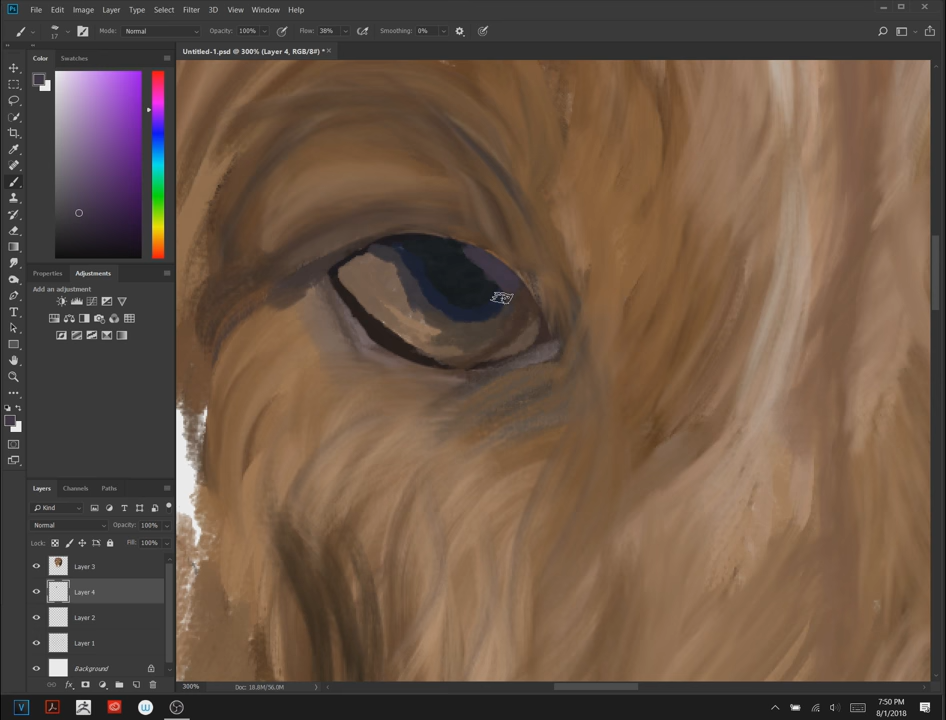 Ps File Edit Image Layer Type Select Filter 3D View Window Help
17 Mode: Normal Opacity: 100% Flow: 38% Smoothing: 0%
Untitled-1.psd @ 300% (Layer 4, RGB/8#) * ×
Color Swatches
Properties Adjustments
Add an adjustment
Layers Channels Paths
Kind
Normal Opacity: 100%
Lock: Fill: 100%
Layer 3
Layer 4
Layer 2
Layer 1
Background
fx
300% Doc: 18.8M/56.0M
7:50 PM
8/1/2018